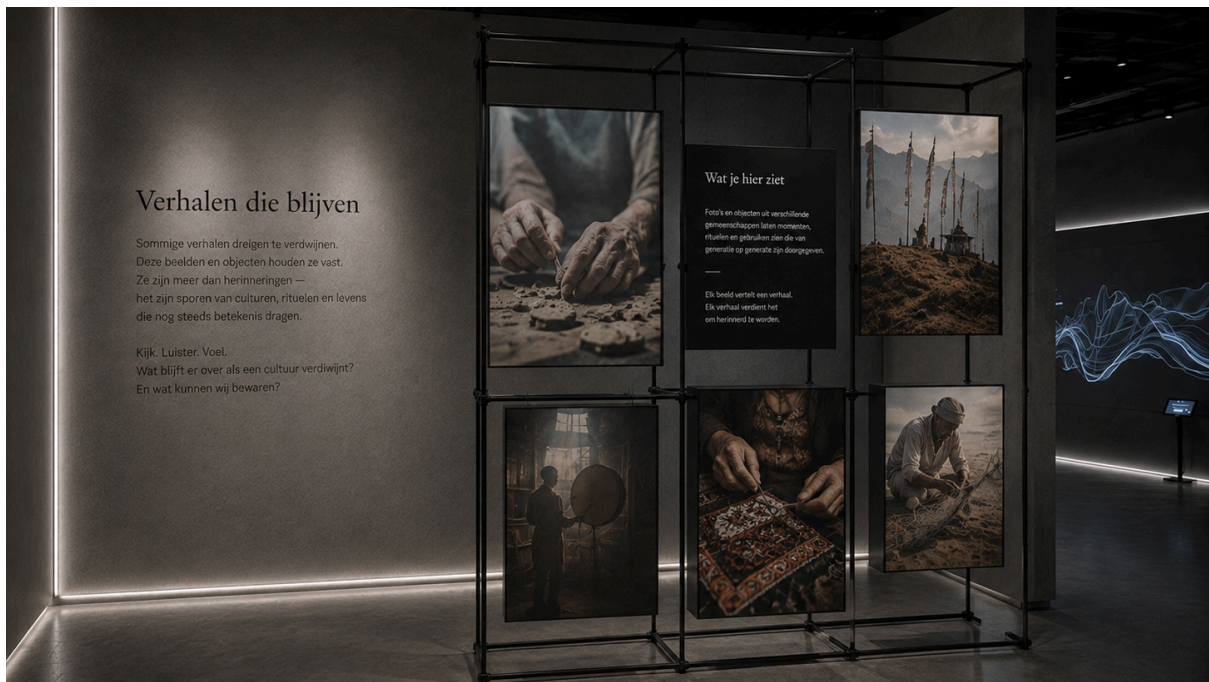 Verhalen die blijven
Sommige verhalen dreigen te verdwijnen.
Deze beelden en objecten houden ze vast.
Ze zijn meer dan herinneringen —
het zijn sporen van culturen, rituelen en levens
die nog steeds betekenis dragen.
Kijk. Luister. Voel.
Wat blijft er over als een cultuur verdiwijnt?
En wat kunnen wij bewaren?
Wat je hier ziet
Foto's en objecten uit verschillende
gemeenschappen laten momenten,
rituelen en gebruiken zien die van
generatie op generatie zijn doorgegeven.
Elk beeld vertelt een verhaal.
Elk verhaal verdient het
om herinnerd te worden.